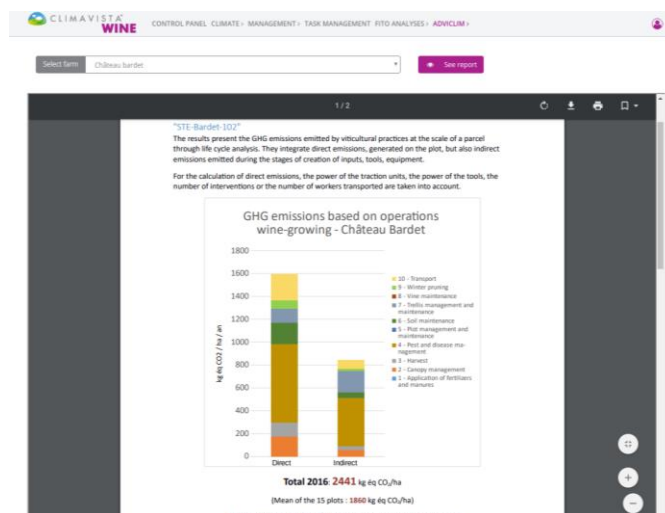 CLIMAVISTA
WINE
CONTROL PANEL CLIMATE› MANAGEMENT› TASK MANAGEMENT FITO ANALYSES› ADVICLIM›
Select farm Château bardet See report
1 / 2
"STE-Bardet-102"
The results present the GHG emissions emitted by viticultural practices at the scale of a parcel
through life cycle analysis. They integrate direct emissions, generated on the plot, but also indirect
emissions emitted during the stages of creation of inputs, tools, equipment.
For the calculation of direct emissions, the power of the traction units, the power of the tools, the
number of interventions or the number of workers transported are taken into account.
GHG emissions based on operations
wine-growing - Château Bardet
1800
1600
1400
1200
1000
800
600
400
200
0
kg éq CO2 / ha / an
Direct Indirect
10 - Transport
9 - Winter pruning
8 - Vine maintenance
7 - Trellis management and
maintenance
6 - Soil maintenance
5 - Plot management and
maintenance
4 - Pest and disease ma-
nagement
3 - Harvest
2 - Canopy management
1 - Application of fertilizers
and manures
Total 2016: 2441 kg éq CO₂/ha
(Mean of the 15 plots : 1860 kg éq CO₂/ha)